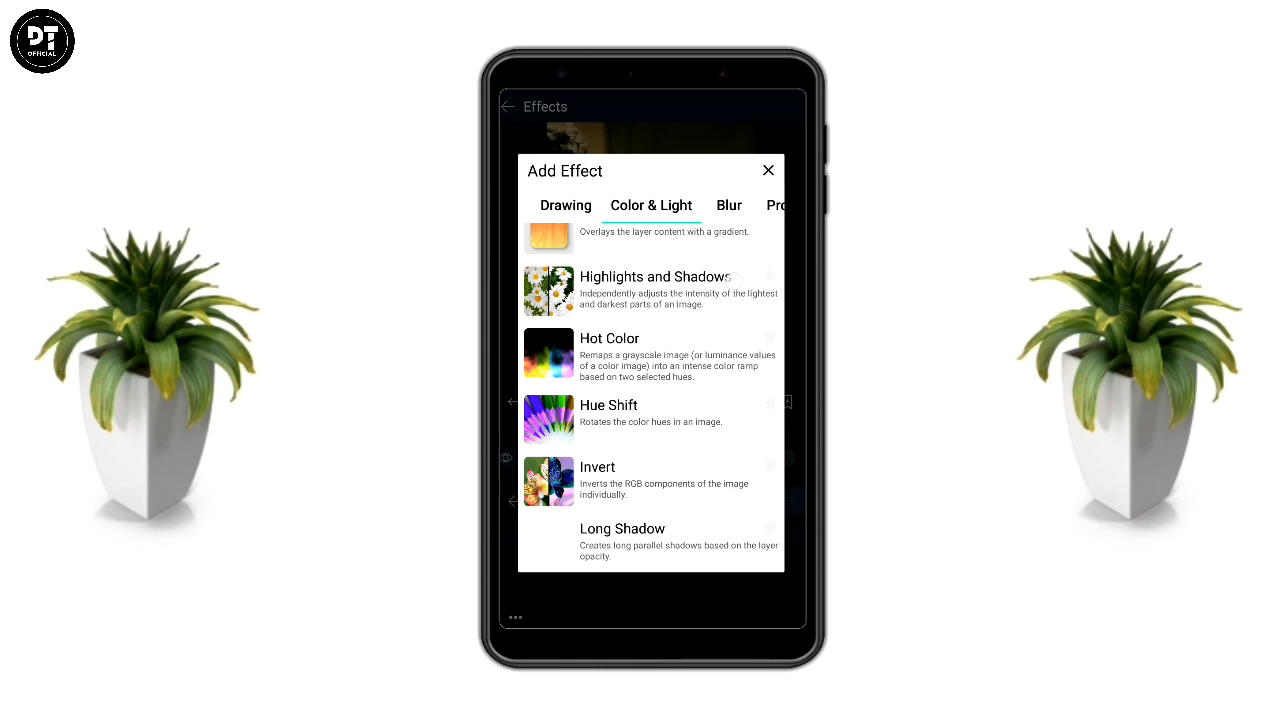 DT
OFFICIAL
Effects
Add Effect
Drawing Color & Light Blur Pro
Overlays the layer content with a gradient.
Highlights and Shadows
Independently adjusts the intensity of the lightest
and darkest parts of an image.
Hot Color
Remaps a grayscale image (or luminance values
of a color image) into an intense color ramp
based on two selected hues.
Hue Shift
Rotates the color hues in an image.
Invert
Inverts the RGB components of the image
individually.
Long Shadow
Creates long parallel shadows based on the layer
opacity.